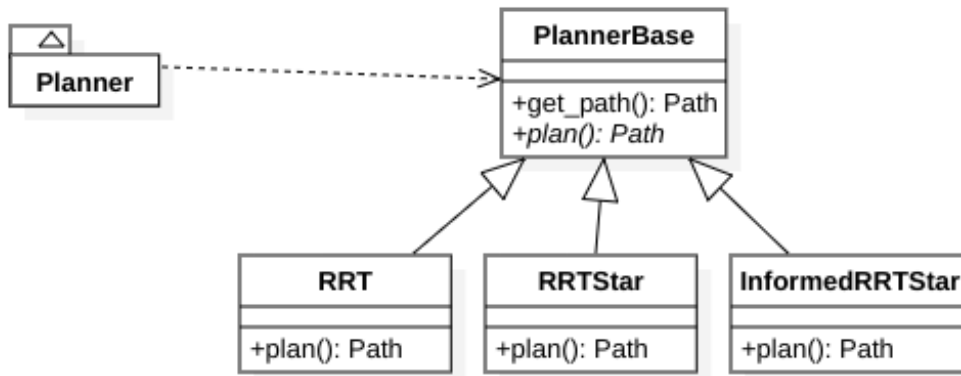 Planner
PlannerBase
+get_path(): Path
+plan(): Path
RRT
+plan(): Path
RRTStar
+plan(): Path
InformedRRTStar
+plan(): Path